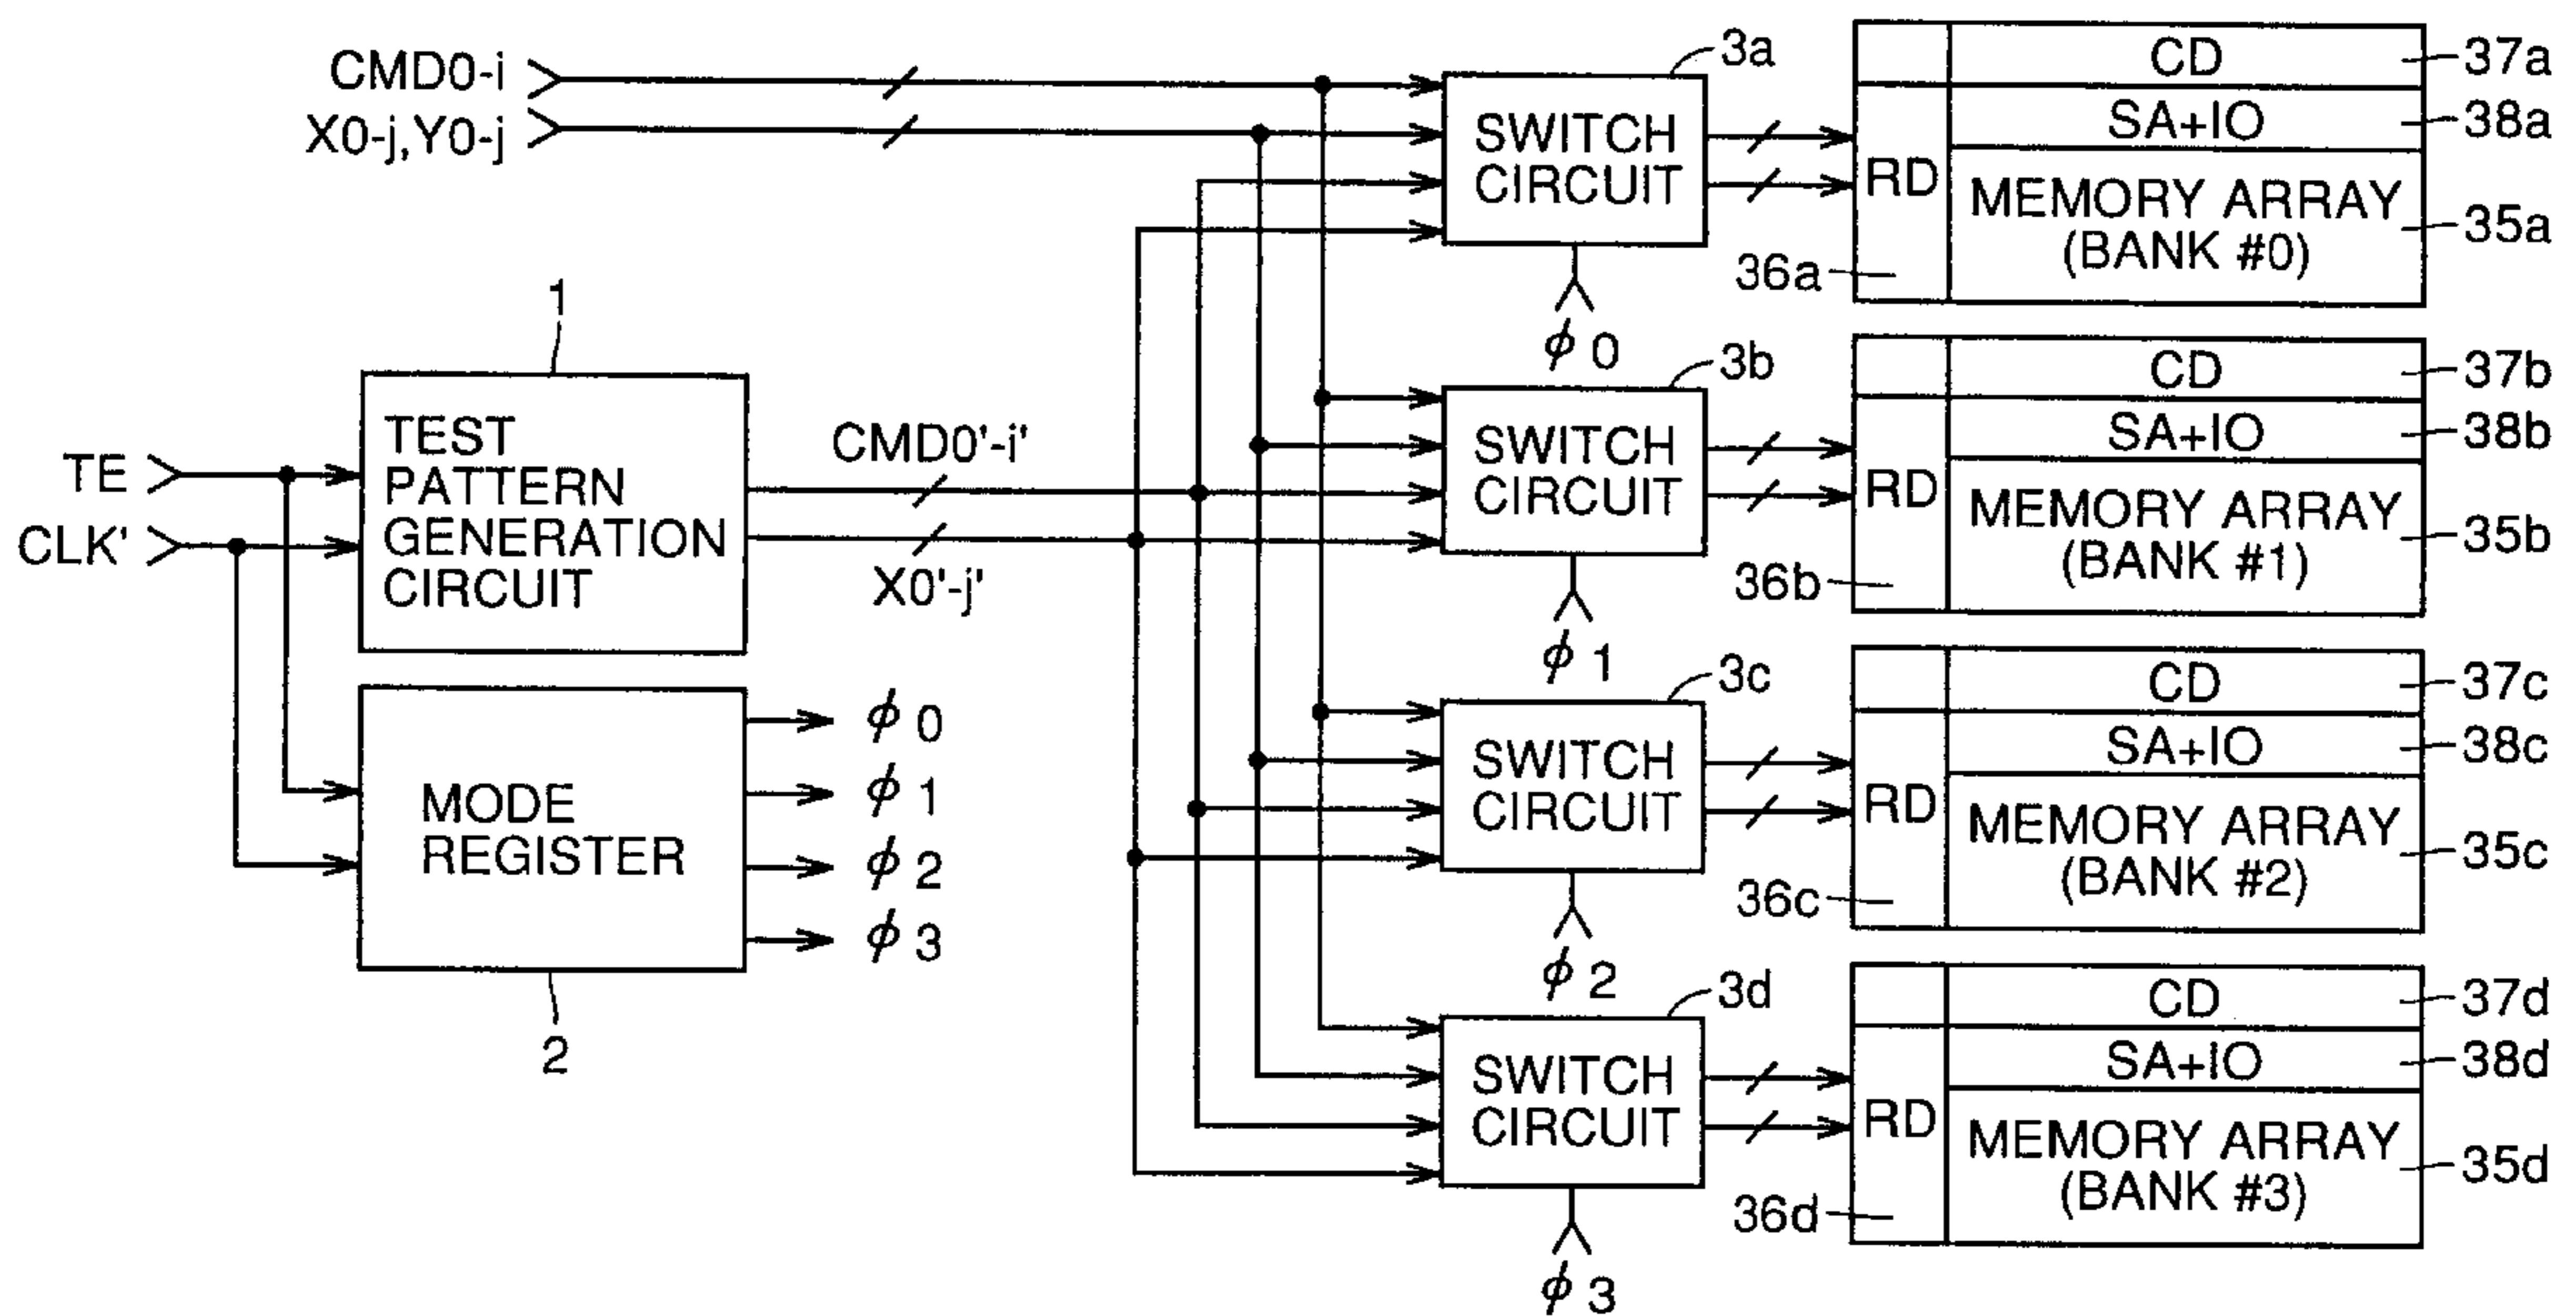 CMD0-i
X0-j,Y0-j
3a
SWITCH
CIRCUIT
φ0
CD
37a
SA+IO
38a
RD
MEMORY ARRAY
(BANK #0)
35a
36a
1
TEST
PATTERN
GENERATION
CIRCUIT
TE
CLK'
CMD0'-i'
X0'-j'
3b
SWITCH
CIRCUIT
φ1
CD
37b
SA+IO
38b
RD
MEMORY ARRAY
(BANK #1)
35b
36b
MODE
REGISTER
2
φ0
φ1
φ2
φ3
3c
SWITCH
CIRCUIT
φ2
CD
37c
SA+IO
38c
RD
MEMORY ARRAY
(BANK #2)
35c
36c
3d
SWITCH
CIRCUIT
φ3
CD
37d
SA+IO
38d
RD
MEMORY ARRAY
(BANK #3)
35d
36d